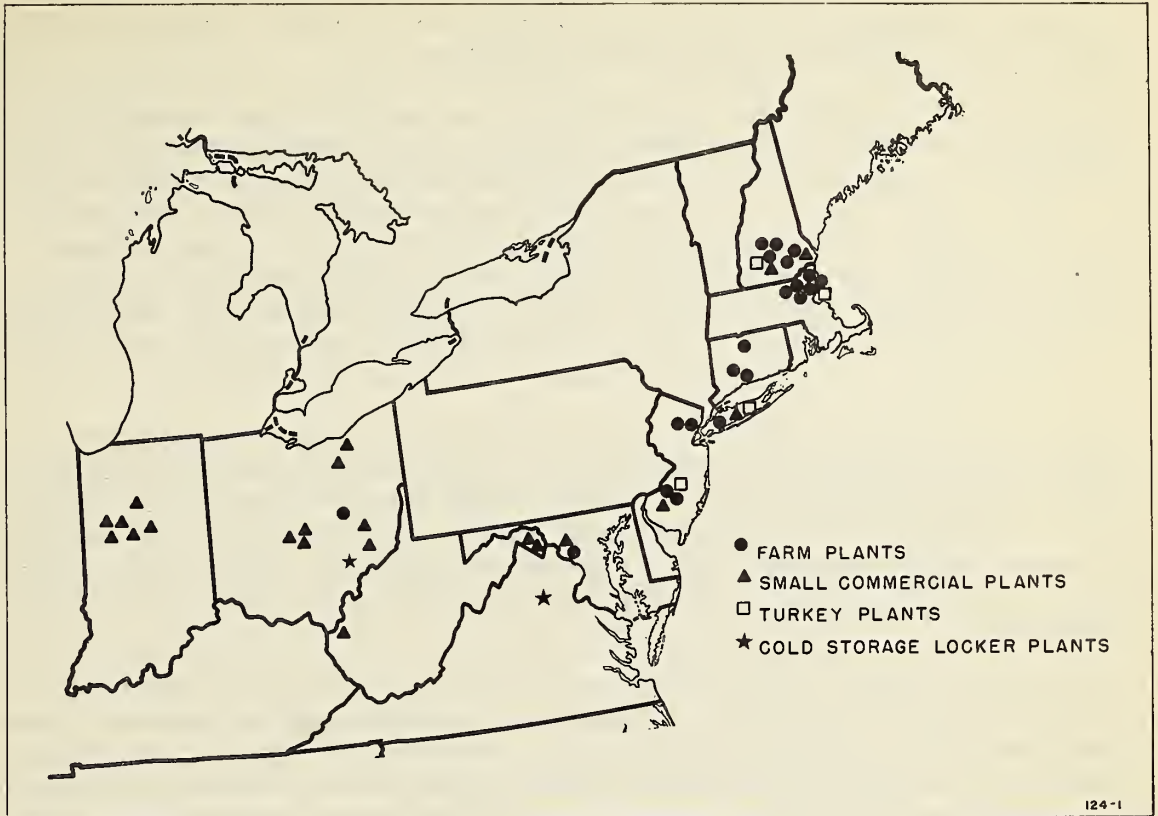 FARM PLANTS
SMALL COMMERCIAL PLANTS
TURKEY PLANTS
COLD STORAGE LOCKER PLANTS
124-1